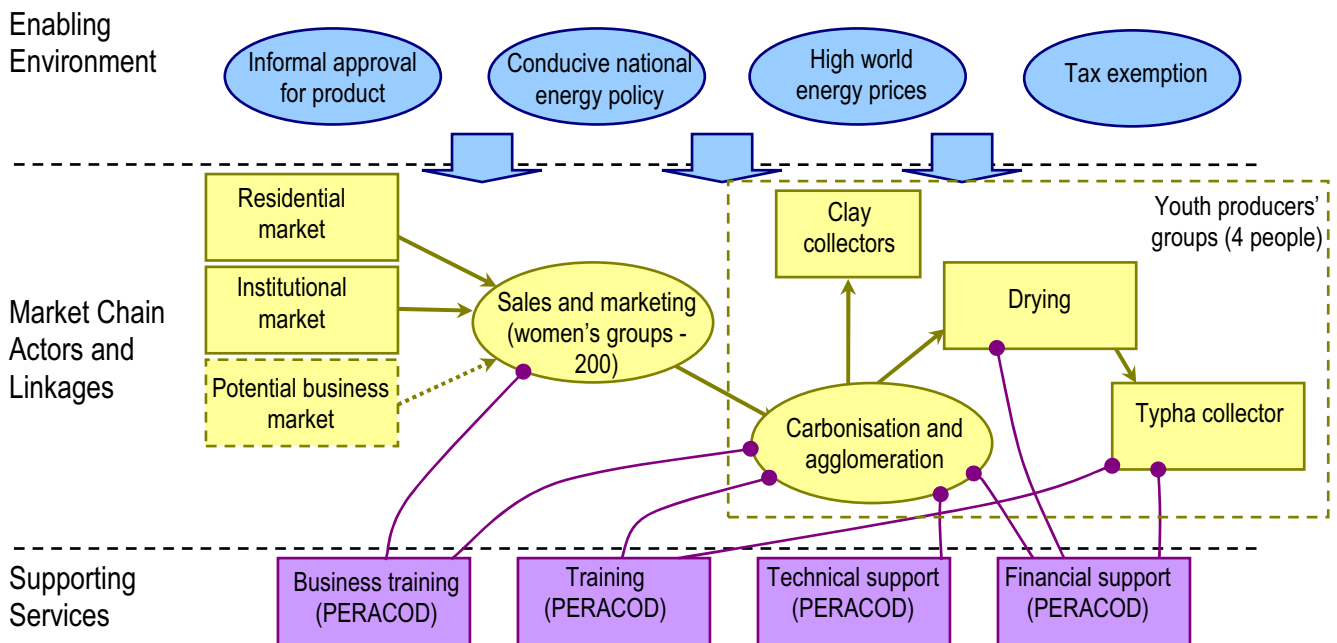 Enabling
Environment
Informal approval
for product
Conducive national
energy policy
High world
energy prices
Tax exemption
Market Chain
Actors and
Linkages
Residential
market
Institutional
market
Potential business
market
Sales and marketing
(women’s groups -
200)
Clay
collectors
Youth producers’
groups (4 people)
Drying
Typha collector
Carbonisation and
agglomeration
Supporting
Services
Business training
(PERACOD)
Training
(PERACOD)
Technical support
(PERACOD)
Financial support
(PERACOD)